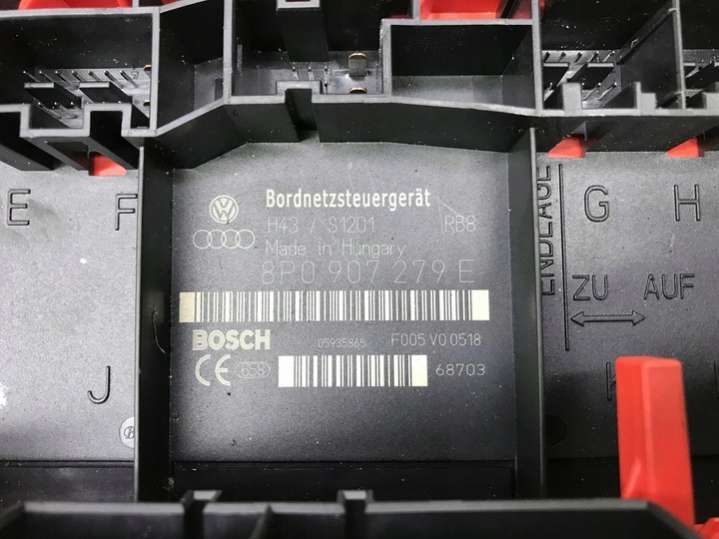 Bordnetzsteuergerät
H43 / S1201 RB8
Made in Hungary
8P0 907 279 E
BOSCH 05935865 F005 V0 0518
CE 68703
E F
J
G H
ENDLAGE
ZU AUF
K